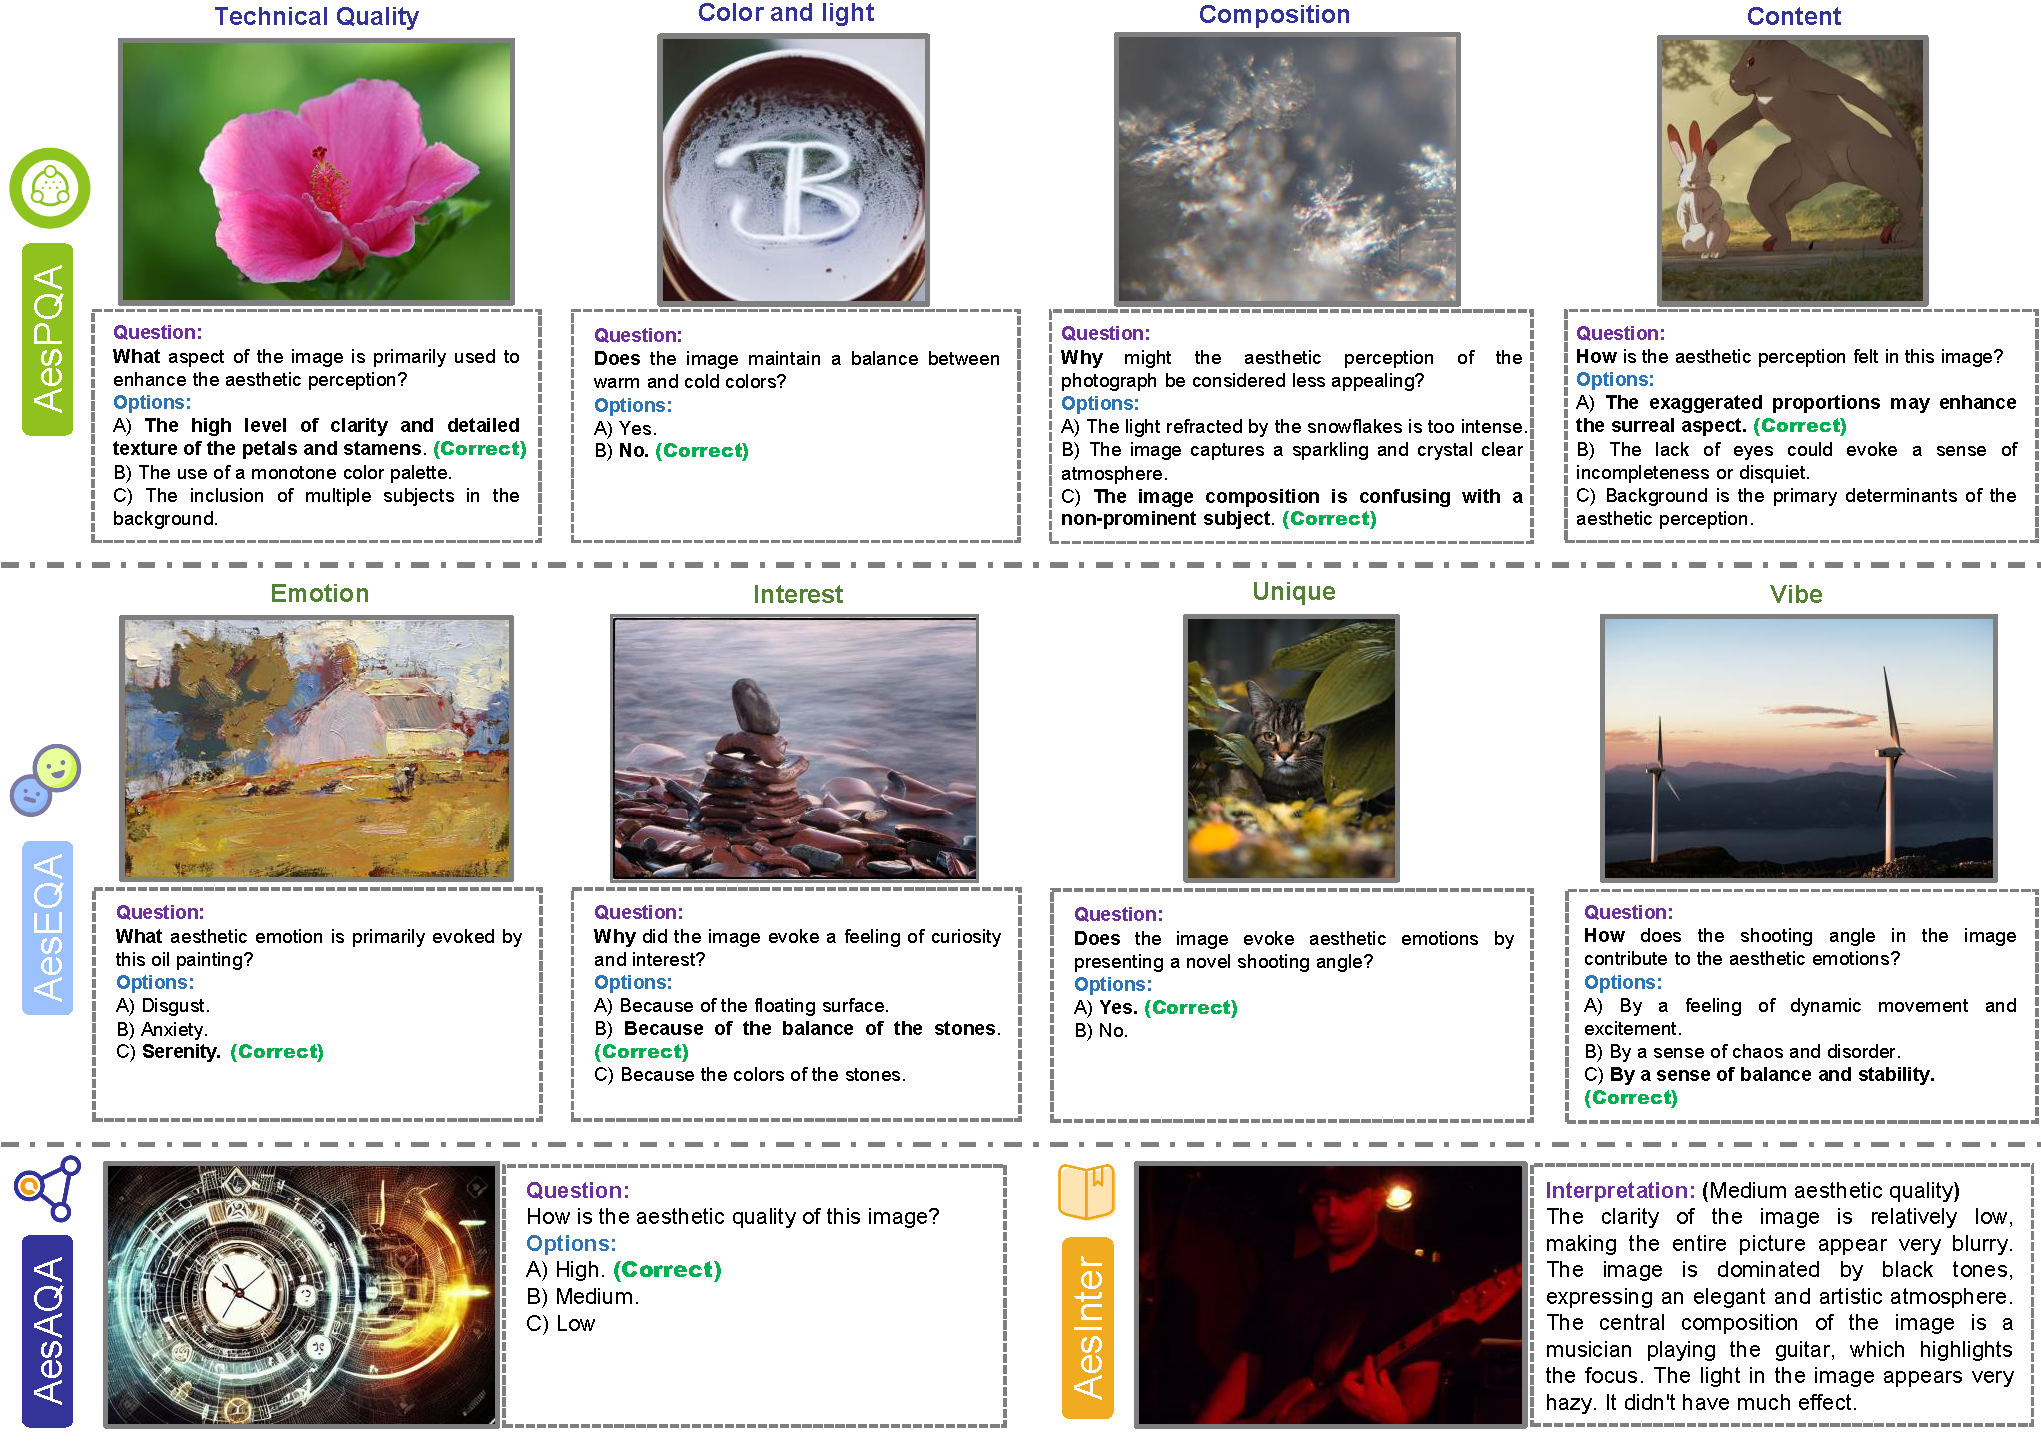 Technical Quality
Color and light
Composition
Content
AesPQA
B
Question:
What aspect of the image is primarily used to
enhance the aesthetic perception?
Options:
A) The high level of clarity and detailed
texture of the petals and stamens. (Correct)
B) The use of a monotone color palette.
C) The inclusion of multiple subjects in the
background.
Question:
Does the image maintain a balance between
warm and cold colors?
Options:
A) Yes.
B) No. (Correct)
Question:
Why might the aesthetic perception of the
photograph be considered less appealing?
Options:
A) The light refracted by the snowflakes is too intense.
B) The image captures a sparkling and crystal clear
atmosphere.
C) The image composition is confusing with a
non-prominent subject. (Correct)
Question:
How is the aesthetic perception felt in this image?
Options:
A) The exaggerated proportions may enhance
the surreal aspect. (Correct)
B) The lack of eyes could evoke a sense of
incompleteness or disquiet.
C) Background is the primary determinants of the
aesthetic perception.
Emotion
Interest
Unique
Vibe
AesEQA
Question:
What aesthetic emotion is primarily evoked by
this oil painting?
Options:
A) Disgust.
B) Anxiety.
C) Serenity. (Correct)
Question:
Why did the image evoke a feeling of curiosity
and interest?
Options:
A) Because of the floating surface.
B) Because of the balance of the stones.
(Correct)
C) Because the colors of the stones.
Question:
Does the image evoke aesthetic emotions by
presenting a novel shooting angle?
Options:
A) Yes. (Correct)
B) No.
Question:
How does the shooting angle in the image
contribute to the aesthetic emotions?
Options:
A) By a feeling of dynamic movement and
excitement.
B) By a sense of chaos and disorder.
C) By a sense of balance and stability.
(Correct)
AesAQA
Question:
How is the aesthetic quality of this image?
Options:
A) High. (Correct)
B) Medium.
C) Low
AesInter
Interpretation: (Medium aesthetic quality)
The clarity of the image is relatively low,
making the entire picture appear very blurry.
The image is dominated by black tones,
expressing an elegant and artistic atmosphere.
The central composition of the image is a
musician playing the guitar, which highlights
the focus. The light in the image appears very
hazy. It didn't have much effect.